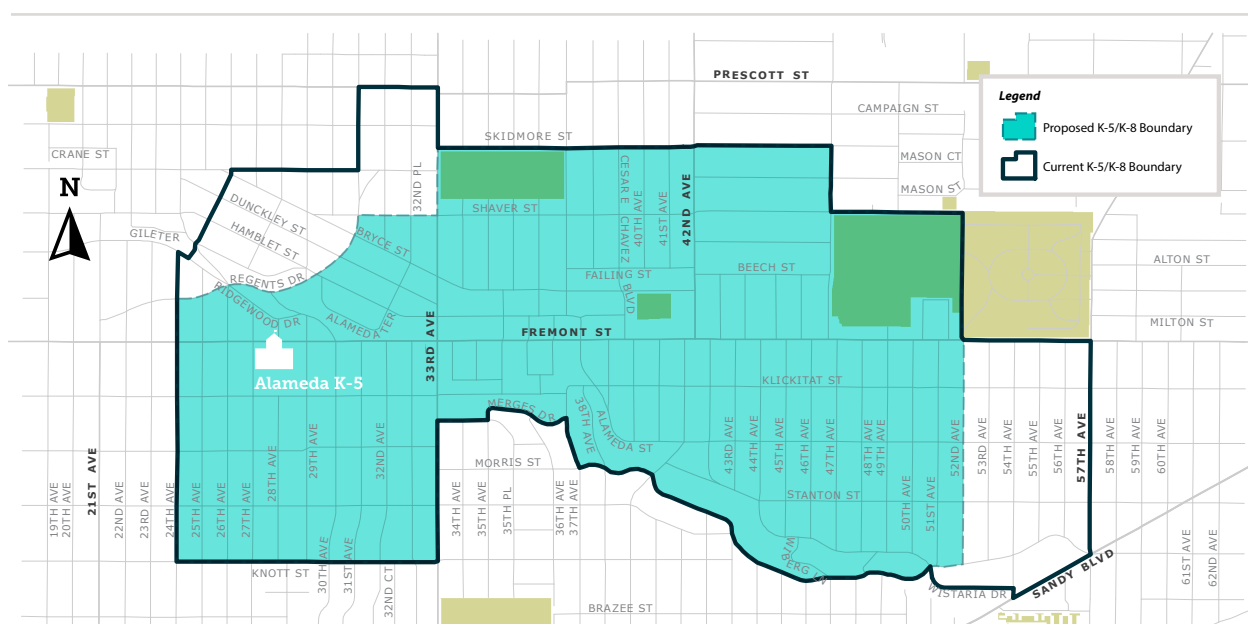 PRESCOTT ST
Legend
Proposed K-5/K-8 Boundary
Current K-5/K-8 Boundary
CAMPAIGN ST
SKIDMORE ST
CRANE ST
MASON CT
MASON ST
N
32ND PL
CESAR E CHAVEZ BLVD
40TH AVE
41ST AVE
42ND AVE
DUNCKLEY ST
SHAVER ST
GILETER
HAMBLET ST
BRYCE ST
ALTON ST
BEECH ST
FAILING ST
REGENTS DR
RIDGEWOOD DR
ALAMEDA TER
MILTON ST
FREMONT ST
33RD AVE
Alameda K-5
KLICKITAT ST
MERGES DR
38TH AVE
ALAMEDA ST
MORRIS ST
STANTON ST
19TH AVE
20TH AVE
21ST AVE
22ND AVE
23RD AVE
24TH AVE
25TH AVE
26TH AVE
27TH AVE
28TH AVE
29TH AVE
32ND AVE
34TH AVE
35TH AVE
35TH PL
36TH AVE
37TH AVE
43RD AVE
44TH AVE
45TH AVE
46TH AVE
47TH AVE
48TH AVE
49TH AVE
50TH AVE
51ST AVE
52ND AVE
53RD AVE
54TH AVE
55TH AVE
56TH AVE
57TH AVE
58TH AVE
59TH AVE
60TH AVE
61ST AVE
62ND AVE
KNOTT ST
30TH AVE
31ST AVE
32ND CT
WIBERG LN
WISTARIA DR
SANDY BLVD
BRAZEE ST